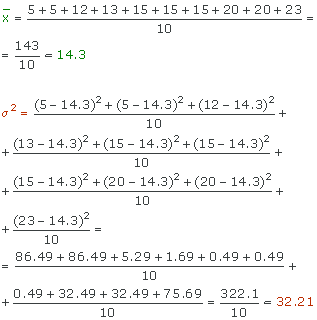 x̄ = (5 + 5 + 12 + 13 + 15 + 15 + 15 + 20 + 20 + 23)/10 =
= 143/10 = 14.3
σ² = ((5 – 14.3)² + (5 – 14.3)² + (12 – 14.3)²)/10 +
+ ((13 – 14.3)² + (15 – 14.3)² + (15 – 14.3)²)/10 +
+ ((15 – 14.3)² + (20 – 14.3)² + (20 – 14.3)²)/10 +
+ (23 – 14.3)²/10 =
= (86.49 + 86.49 + 5.29 + 1.69 + 0.49 + 0.49)/10 +
+ (0.49 + 32.49 + 32.49 + 75.69)/10 = 322.1/10 = 32.21